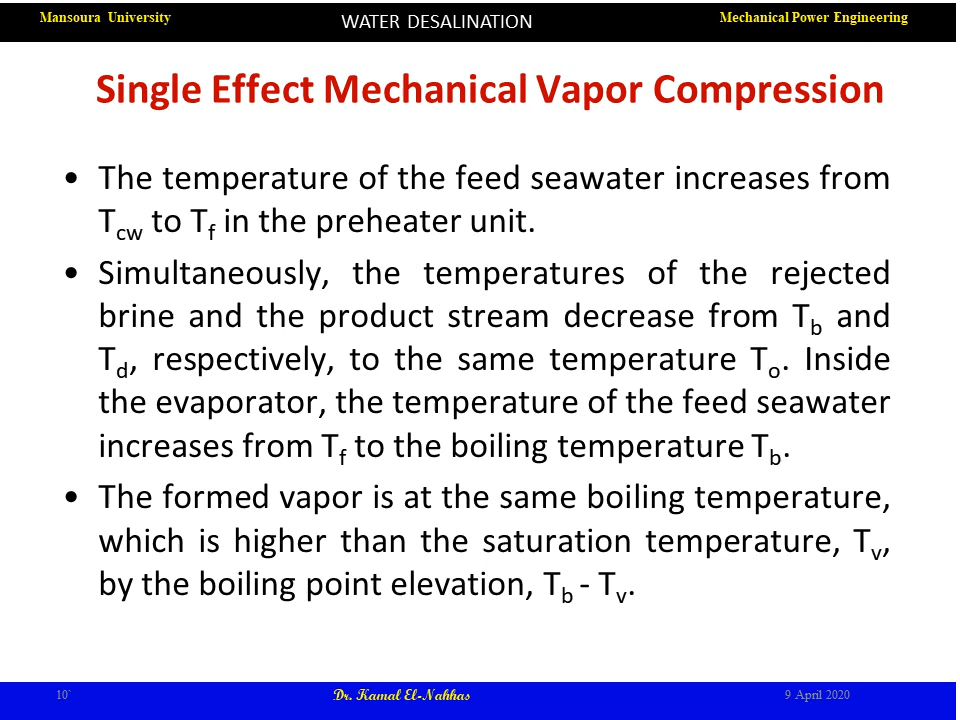 Mansoura University
WATER DESALINATION
Mechanical Power Engineering
Single Effect Mechanical Vapor Compression
• The temperature of the feed seawater increases from
T_cw to T_f in the preheater unit.
• Simultaneously, the temperatures of the rejected
brine and the product stream decrease from T_b and
T_d, respectively, to the same temperature T_o. Inside
the evaporator, the temperature of the feed seawater
increases from T_f to the boiling temperature T_b.
• The formed vapor is at the same boiling temperature,
which is higher than the saturation temperature, T_v,
by the boiling point elevation, T_b - T_v.
10`
Dr. Kamal El-Nahhas
9 April 2020